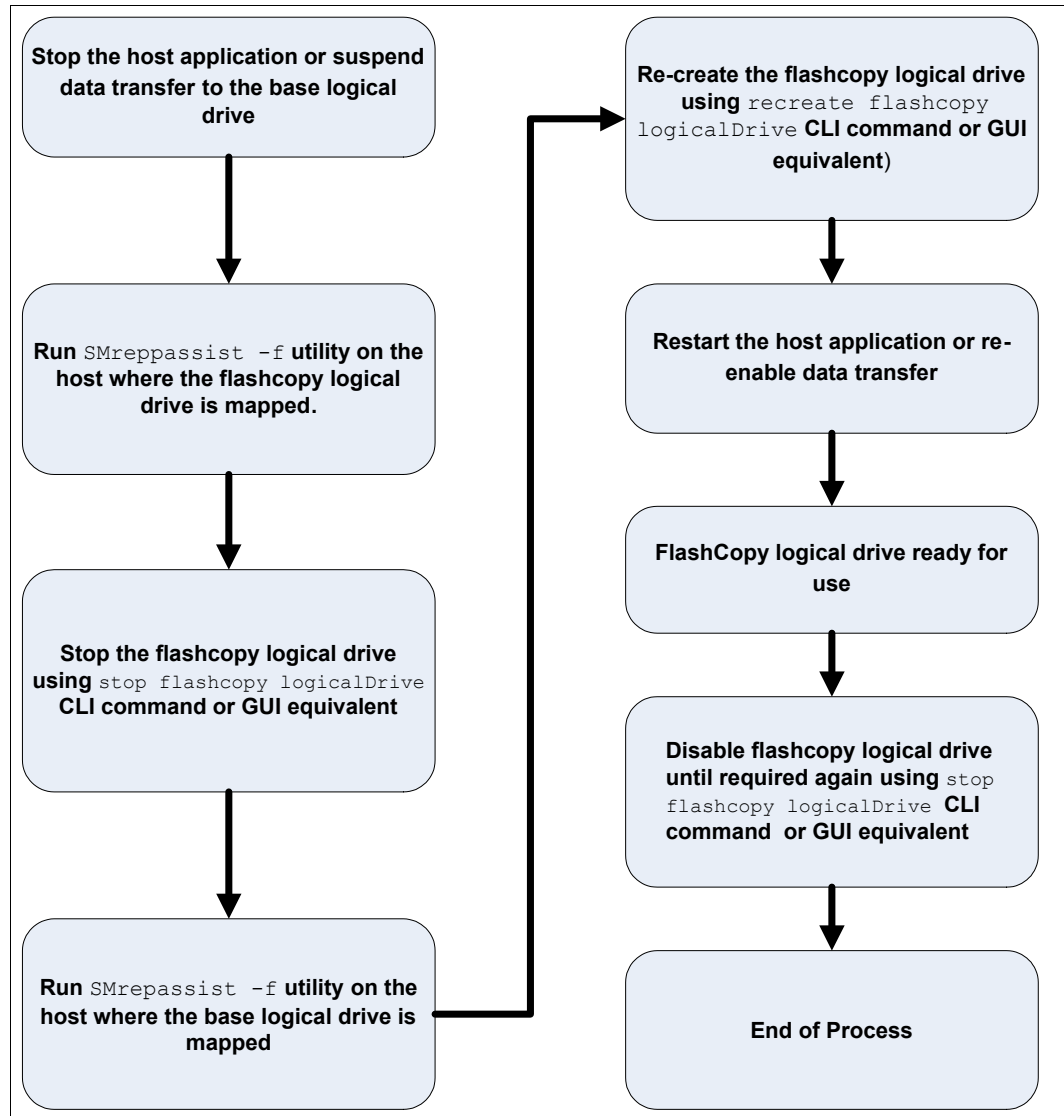 Stop the host application or suspend
data transfer to the base logical
drive
Run SMreppassist -f utility on the
host where the flashcopy logical
drive is mapped.
Stop the flashcopy logical drive
using stop flashcopy logicalDrive
CLI command or GUI equivalent
Run SMrepassist -f utility on the
host where the base logical drive is
mapped
Re-create the flashcopy logical drive
using recreate flashcopy
logicalDrive CLI command or GUI
equivalent)
Restart the host application or re-
enable data transfer
FlashCopy logical drive ready for
use
Disable flashcopy logical drive
until required again using stop
flashcopy logicalDrive CLI
command or GUI equivalent
End of Process